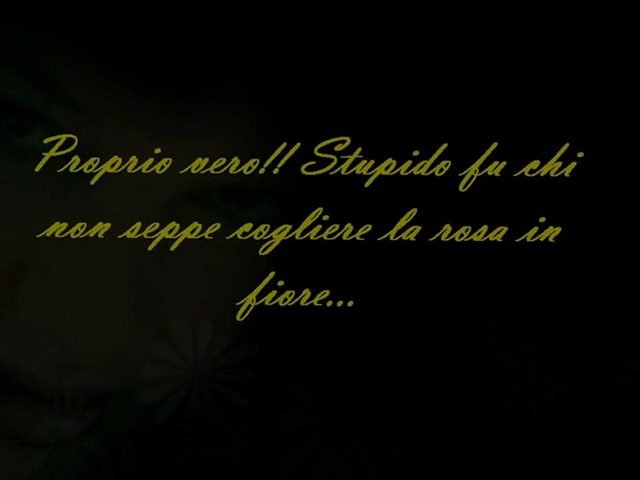 Proprio vero!! Stupido fu chi
non seppe cogliere la rosa in
fiore...